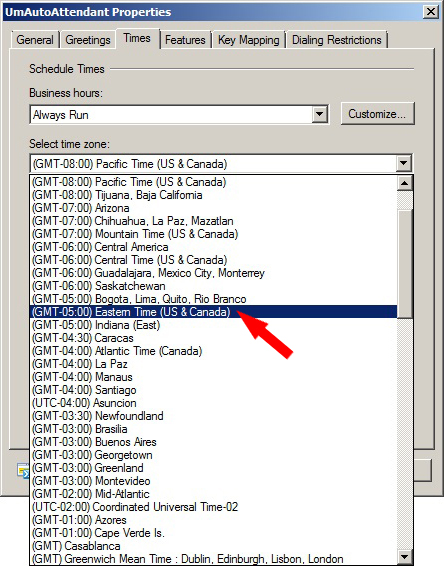 UmAutoAttendant Properties
General Greetings Times Features Key Mapping Dialing Restrictions
Schedule Times
Business hours:
Always Run Customize...
Select time zone:
(GMT-08:00) Pacific Time (US & Canada)
(GMT-08:00) Pacific Time (US & Canada)
(GMT-08:00) Tijuana, Baja California
(GMT-07:00) Arizona
(GMT-07:00) Chihuahua, La Paz, Mazatlan
(GMT-07:00) Mountain Time (US & Canada)
(GMT-06:00) Central America
(GMT-06:00) Central Time (US & Canada)
(GMT-06:00) Guadalajara, Mexico City, Monterrey
(GMT-06:00) Saskatchewan
(GMT-05:00) Bogota, Lima, Quito, Rio Branco
(GMT-05:00) Eastern Time (US & Canada)
(GMT-05:00) Indiana (East)
(GMT-04:30) Caracas
(GMT-04:00) Atlantic Time (Canada)
(GMT-04:00) La Paz
(GMT-04:00) Manaus
(GMT-04:00) Santiago
(UTC-04:00) Asuncion
(GMT-03:30) Newfoundland
(GMT-03:00) Brasilia
(GMT-03:00) Buenos Aires
(GMT-03:00) Georgetown
(GMT-03:00) Greenland
(GMT-03:00) Montevideo
(GMT-02:00) Mid-Atlantic
(UTC-02:00) Coordinated Universal Time-02
(GMT-01:00) Azores
(GMT-01:00) Cape Verde Is.
(GMT) Casablanca
(GMT) Greenwich Mean Time : Dublin, Edinburgh, Lisbon, London